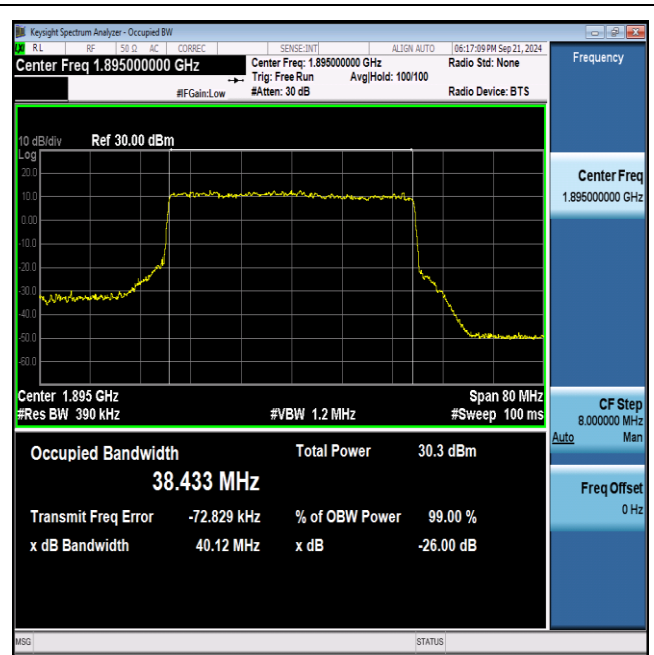 Keysight Spectrum Analyzer - Occupied BW
RL RF 50 Ω AC CORREC SENSE:INT ALIGN AUTO 06:17:09 PM Sep 21, 2024
Center Freq 1.895000000 GHz
Center Freq: 1.895000000 GHz
Radio Std: None
Trig: Free Run Avg|Hold: 100/100
#IFGain:Low
#Atten: 30 dB
Radio Device: BTS
10 dB/div Ref 30.00 dBm
Log
20.0
10.0
0.00
-10.0
-20.0
-30.0
-40.0
-50.0
-60.0
Center 1.895 GHz Span 80 MHz
#Res BW 390 kHz #VBW 1.2 MHz #Sweep 100 ms
Occupied Bandwidth Total Power 30.3 dBm
38.433 MHz
Transmit Freq Error -72.829 kHz % of OBW Power 99.00 %
x dB Bandwidth 40.12 MHz x dB -26.00 dB
Frequency
Center Freq
1.895000000 GHz
CF Step
8.000000 MHz
Auto Man
Freq Offset
0 Hz
MSG STATUS